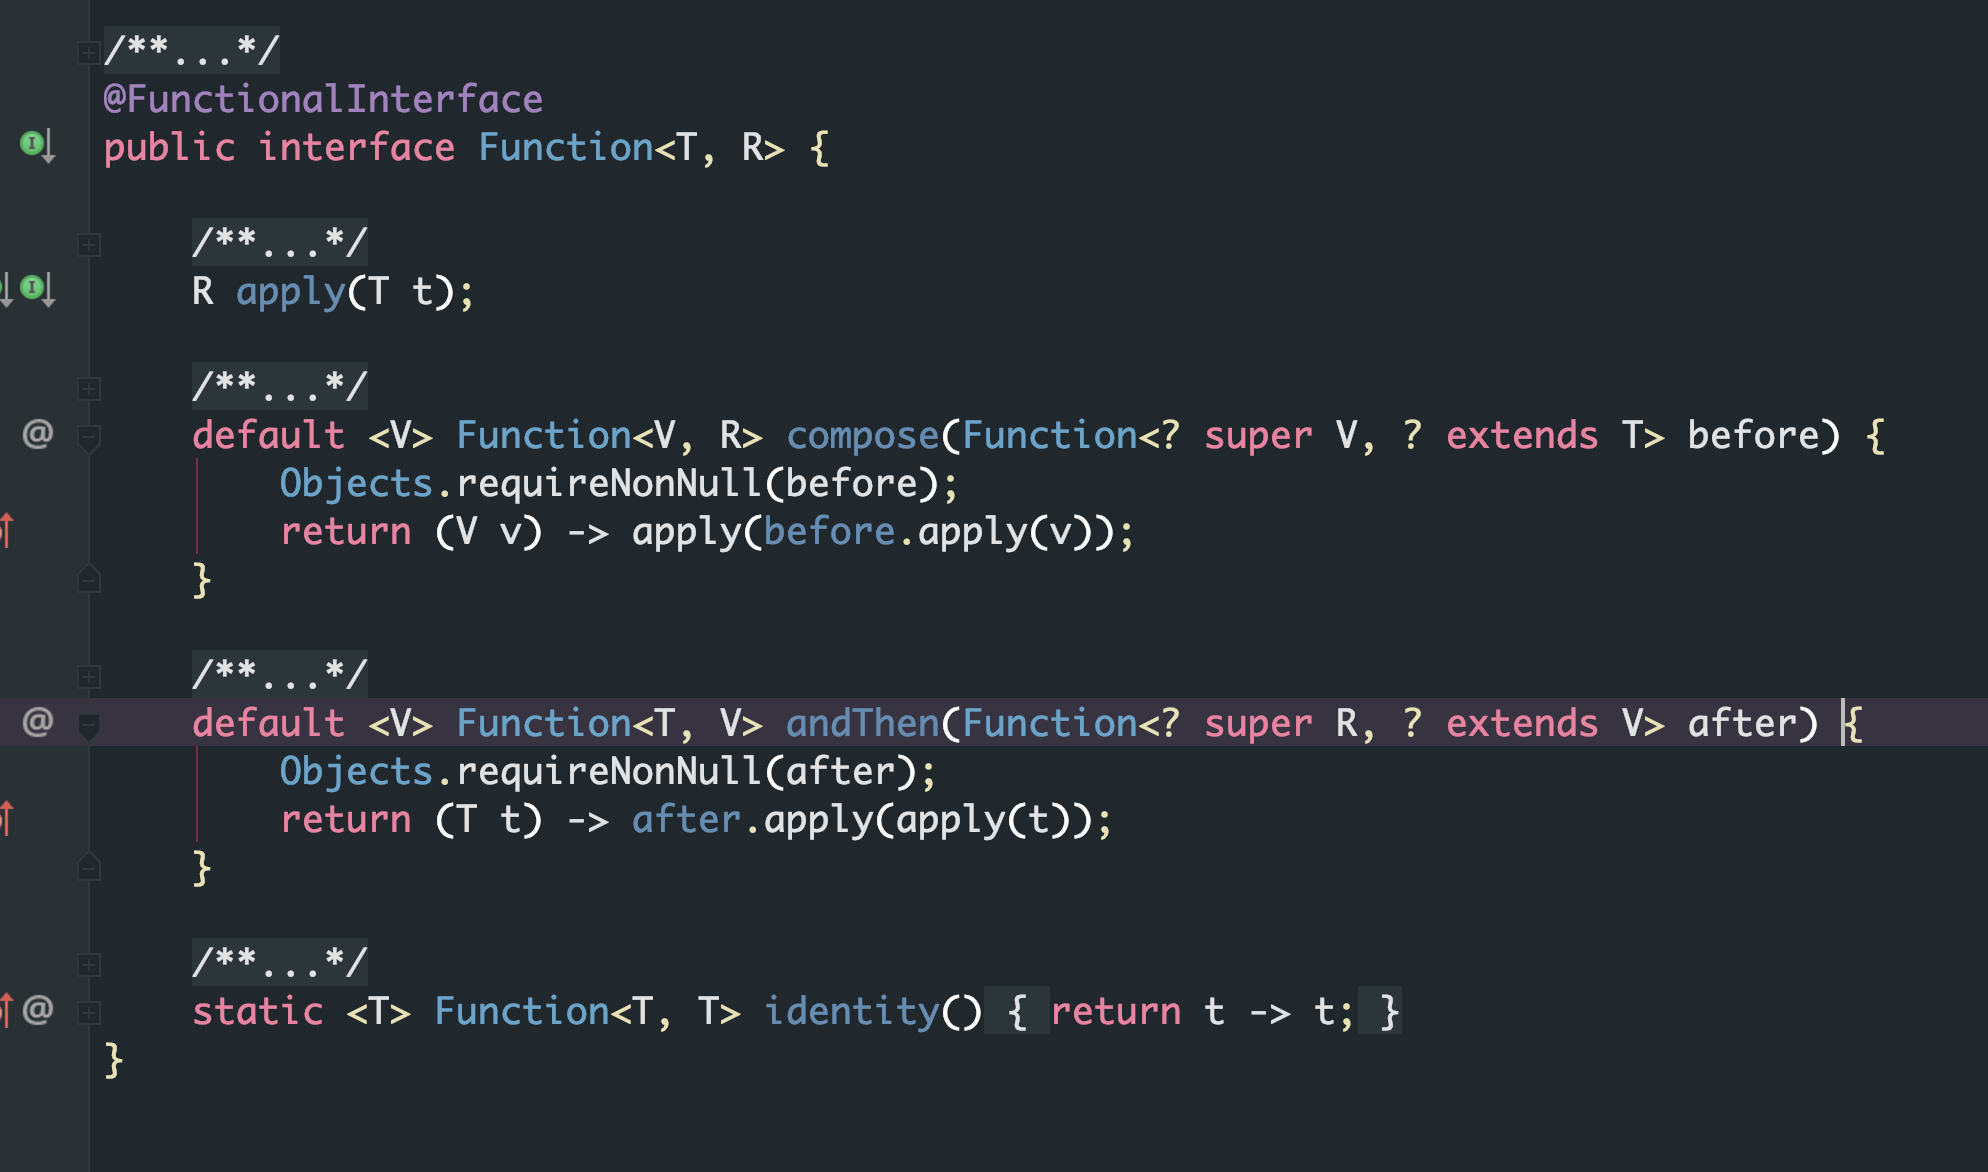 /**...*/
@FunctionalInterface
public interface Function<T, R> {
/**...*/
R apply(T t);
/**...*/
default <V> Function<V, R> compose(Function<? super V, ? extends T> before) {
Objects.requireNonNull(before);
return (V v) -> apply(before.apply(v));
}
/**...*/
default <V> Function<T, V> andThen(Function<? super R, ? extends V> after) {
Objects.requireNonNull(after);
return (T t) -> after.apply(apply(t));
}
/**...*/
static <T> Function<T, T> identity() { return t -> t; }
}